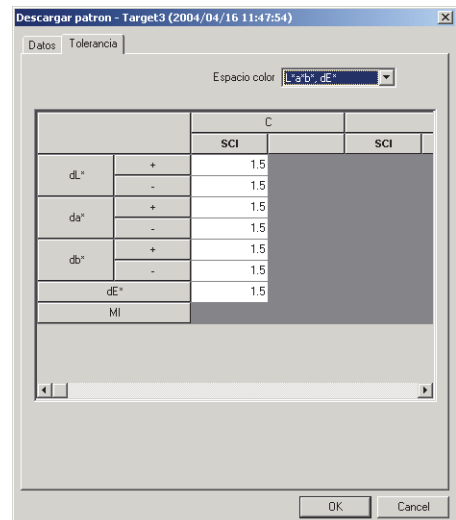 Descargar patron - Target3 (2004/04/16 11:47:54)
Datos Tolerancia
Espacio color L*a*b*, dE*
C
SCI SCI
dL* + 1.5
- 1.5
da* + 1.5
- 1.5
db* + 1.5
- 1.5
dE* 1.5
MI
OK Cancel